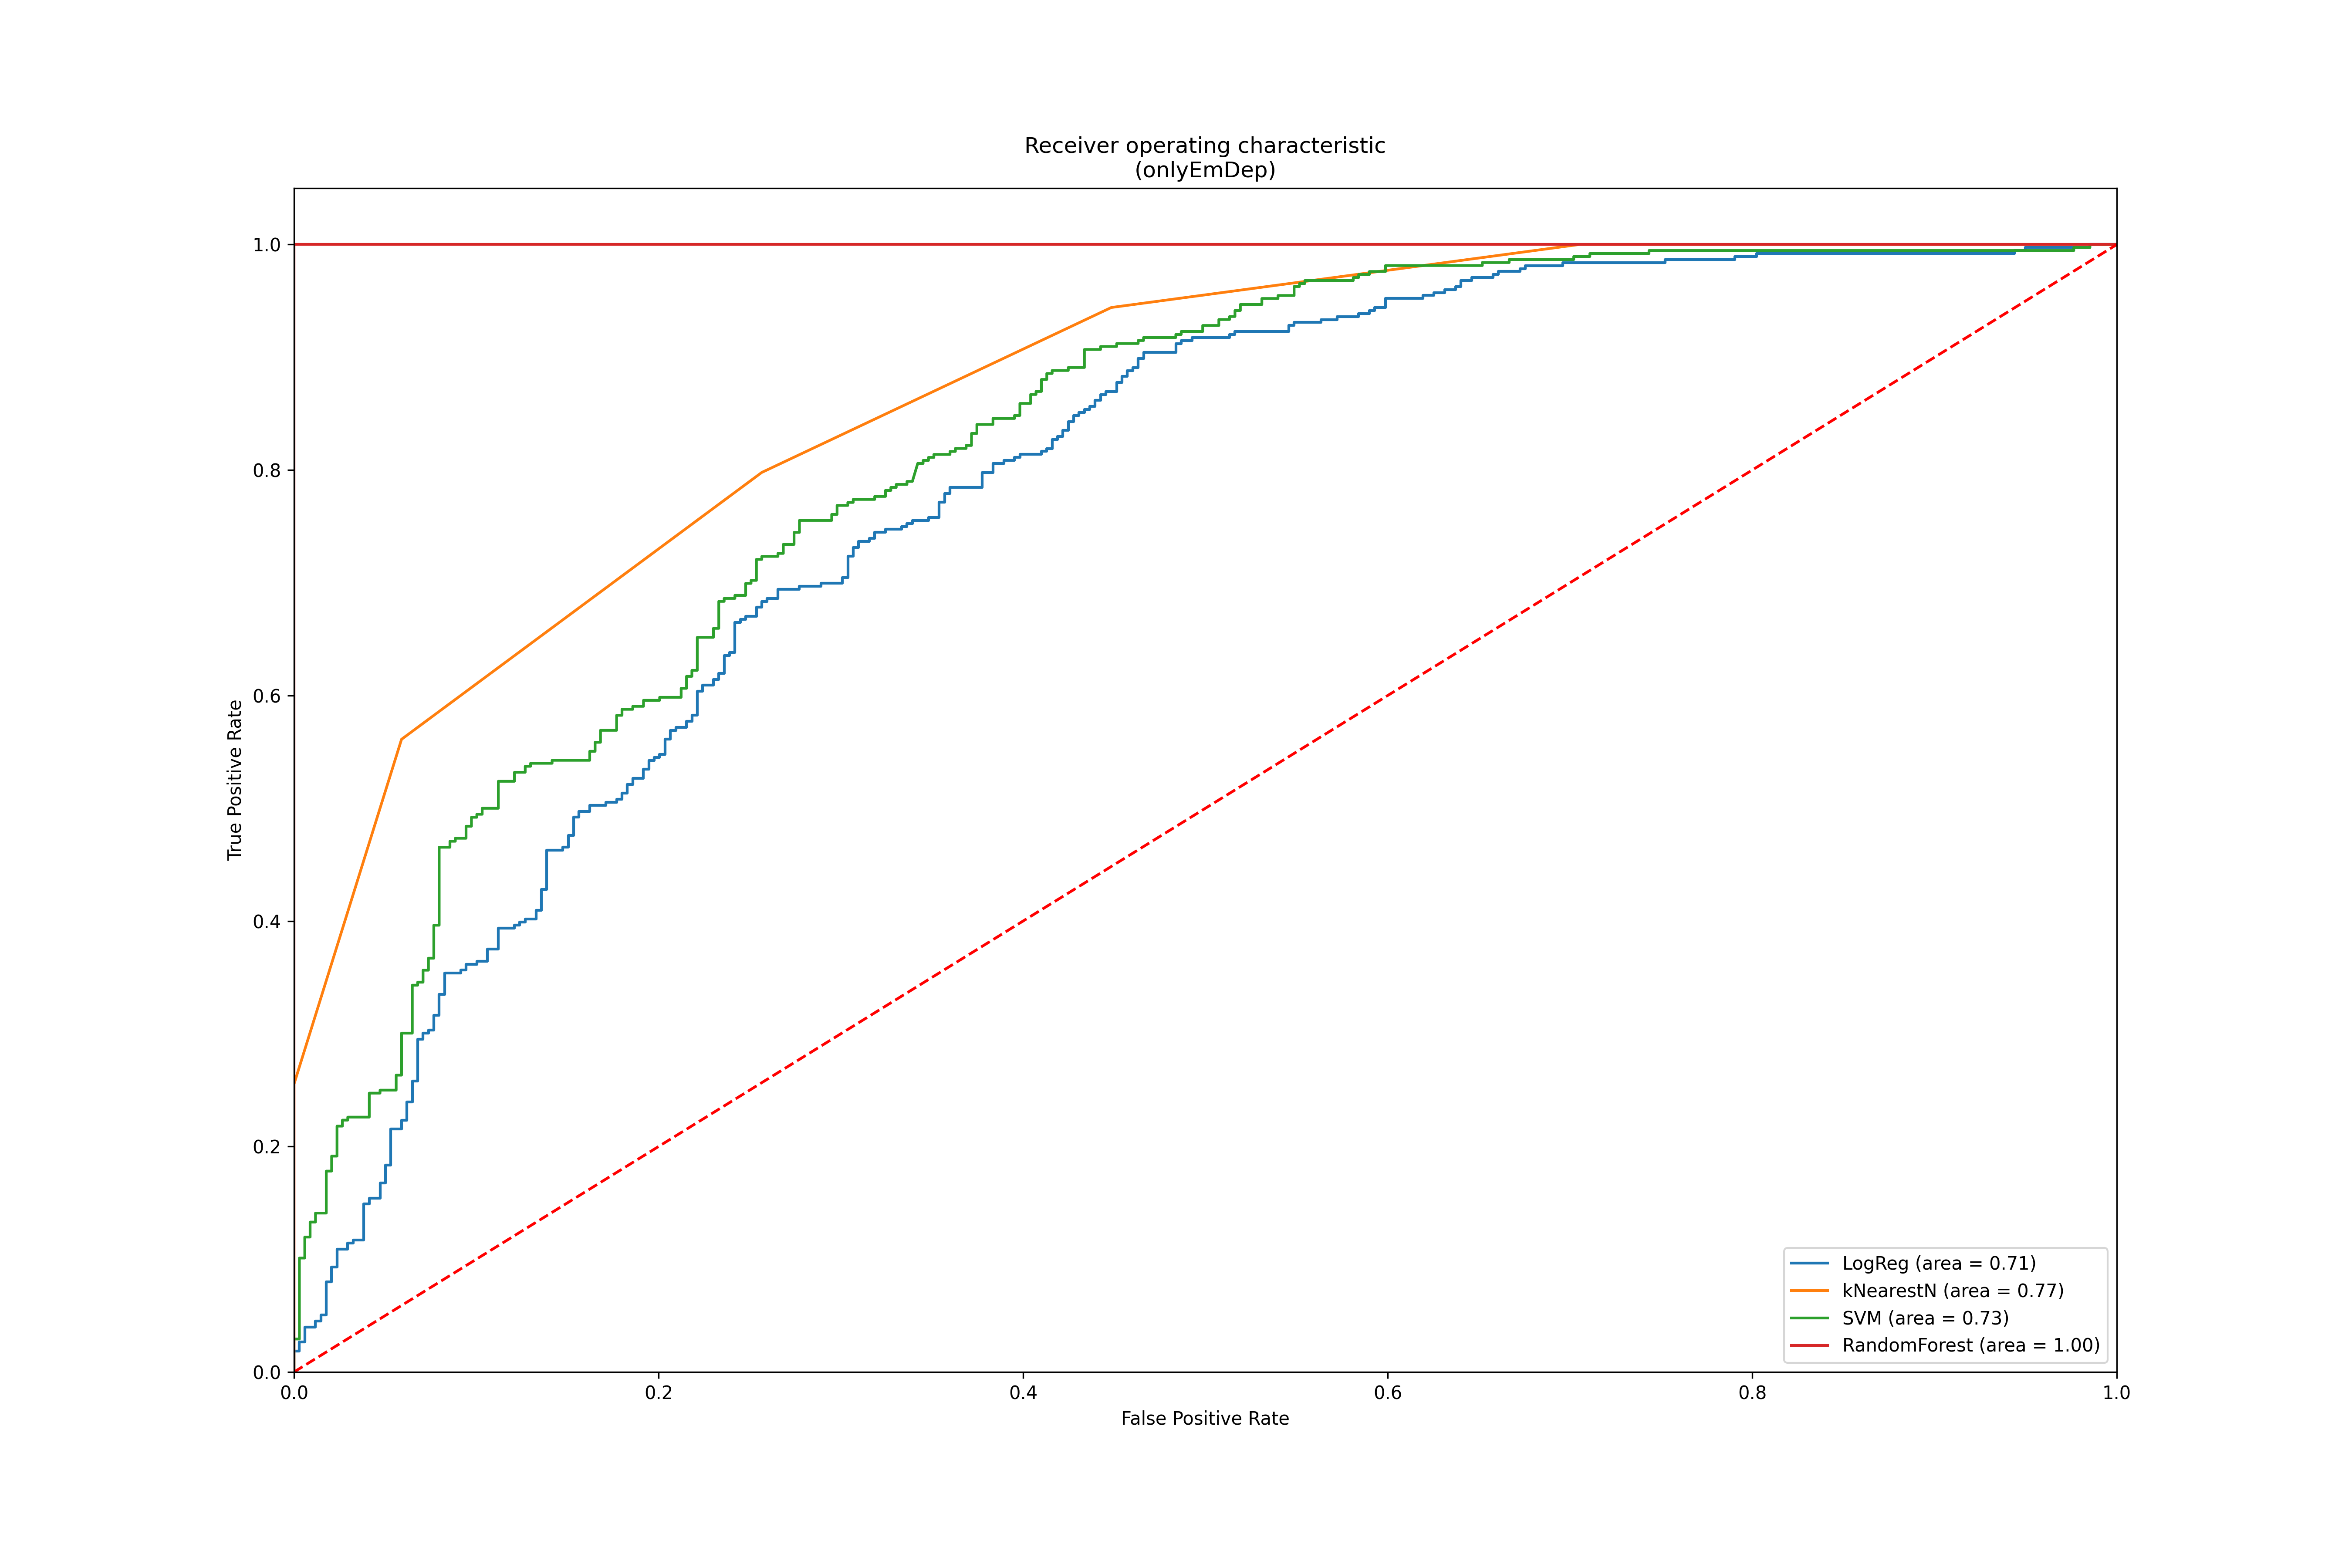 Receiver operating characteristic
(onlyEmDep)
True Positive Rate
1.0
0.8
0.6
0.4
0.2
0.0
0.0 0.2 0.4 0.6 0.8 1.0
False Positive Rate
LogReg (area = 0.71)
kNearestN (area = 0.77)
SVM (area = 0.73)
RandomForest (area = 1.00)